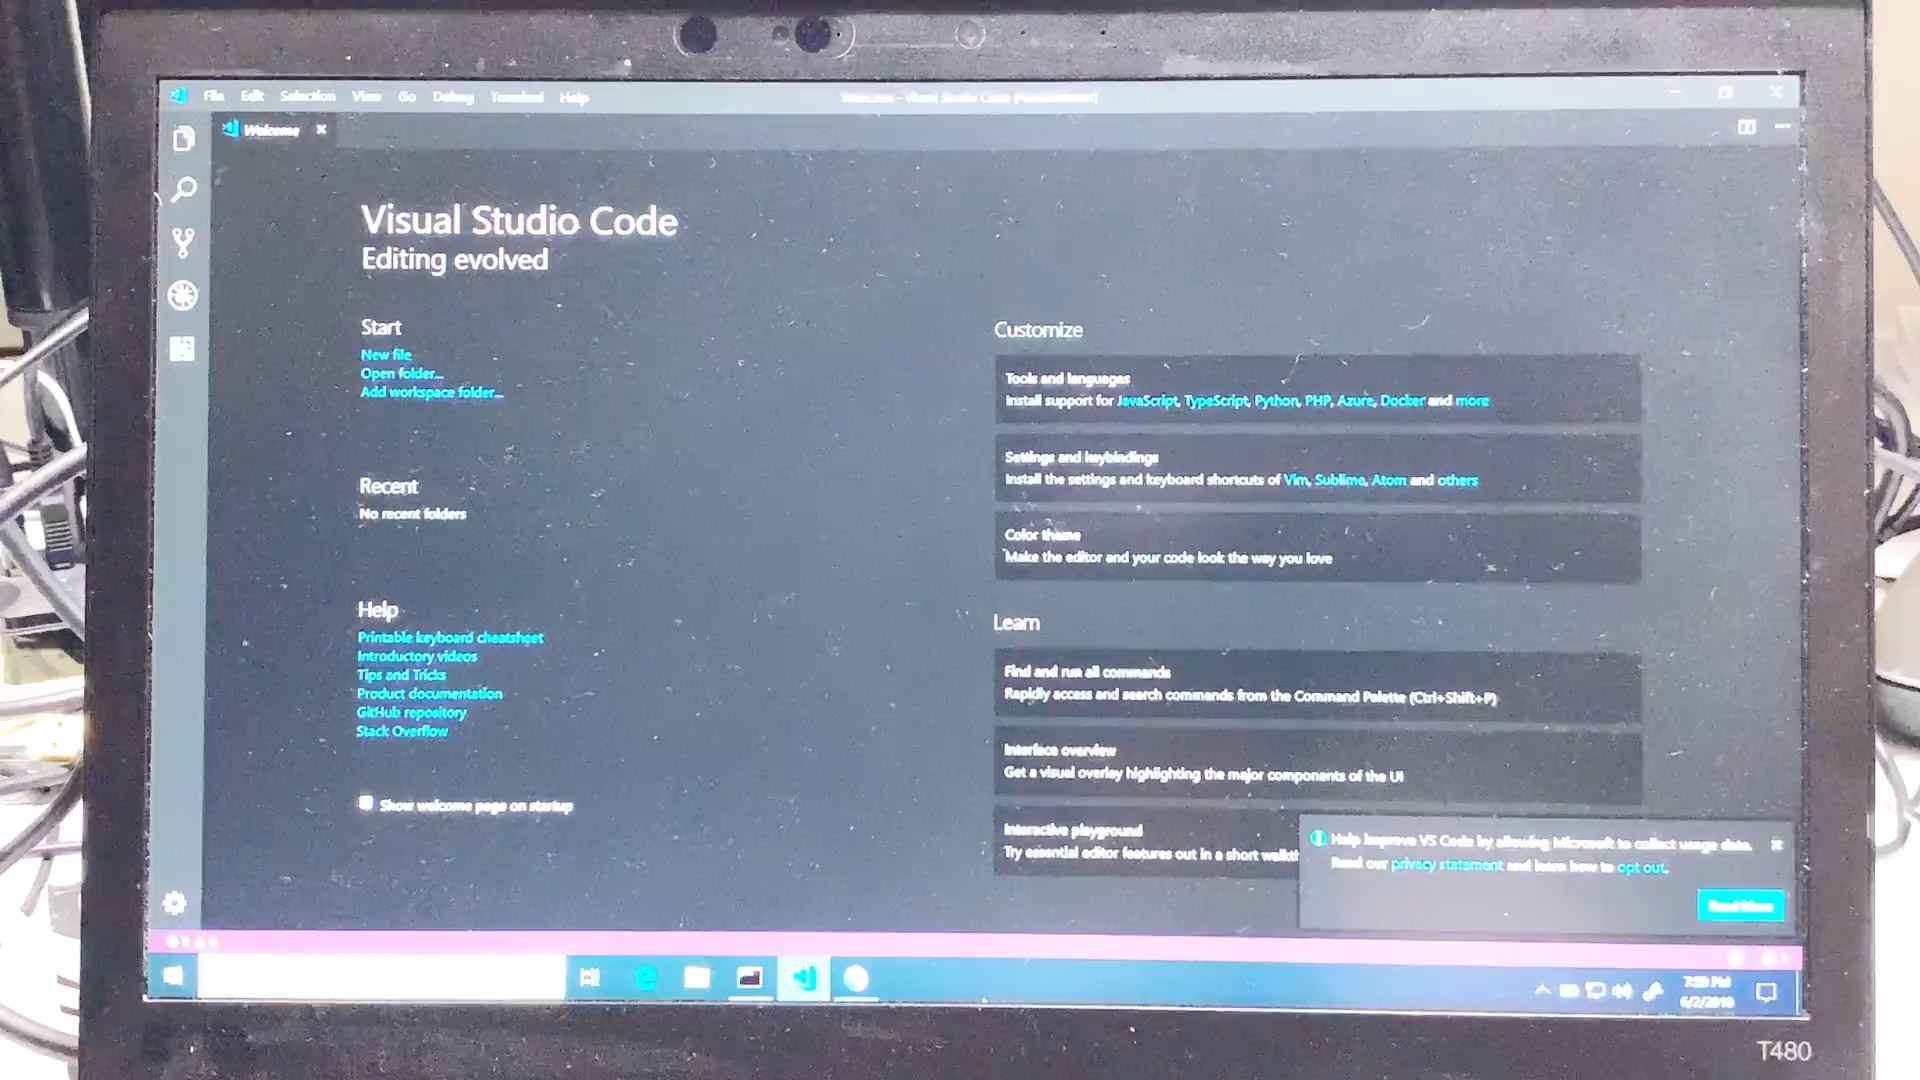 File Edit Selection View Go Debug Terminal Help
Welcome
Visual Studio Code
Editing evolved
Start
New file
Open folder...
Add workspace folder...
Recent
No recent folders
Help
Printable keyboard cheatsheet
Introductory videos
Tips and Tricks
Product documentation
GitHub repository
Stack Overflow
Show welcome page on startup
Customize
Tools and languages
Install support for JavaScript, TypeScript, Python, PHP, Azure, Docker and more
Settings and keybindings
Install the settings and keyboard shortcuts of Vim, Sublime, Atom and others
Color theme
Make the editor and your code look the way you love
Learn
Find and run all commands
Rapidly access and search commands from the Command Palette (Ctrl+Shift+P)
Interface overview
Get a visual overlay highlighting the major components of the UI
Interactive playground
Try essential editor features out in a short
Help improve VS Code by allowing Microsoft to collect usage data.
Read our privacy statement and learn how to opt out.
Read More
T480